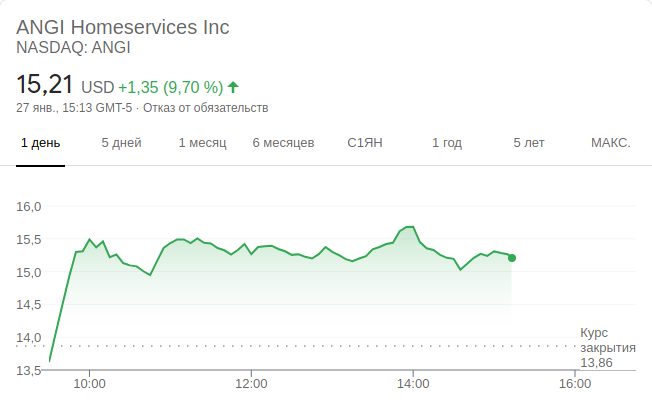 ANGI Homeservices Inc
NASDAQ: ANGI
15,21 USD +1,35 (9,70 %)
27 янв., 15:13 GMT-5 · Отказ от обязательств
1 день 5 дней 1 месяц 6 месяцев С1ЯН 1 год 5 лет МАКС.
16,0
15,5
15,0
14,5
14,0
13,5
Курс
закрытия
13,86
10:00 12:00 14:00 16:00